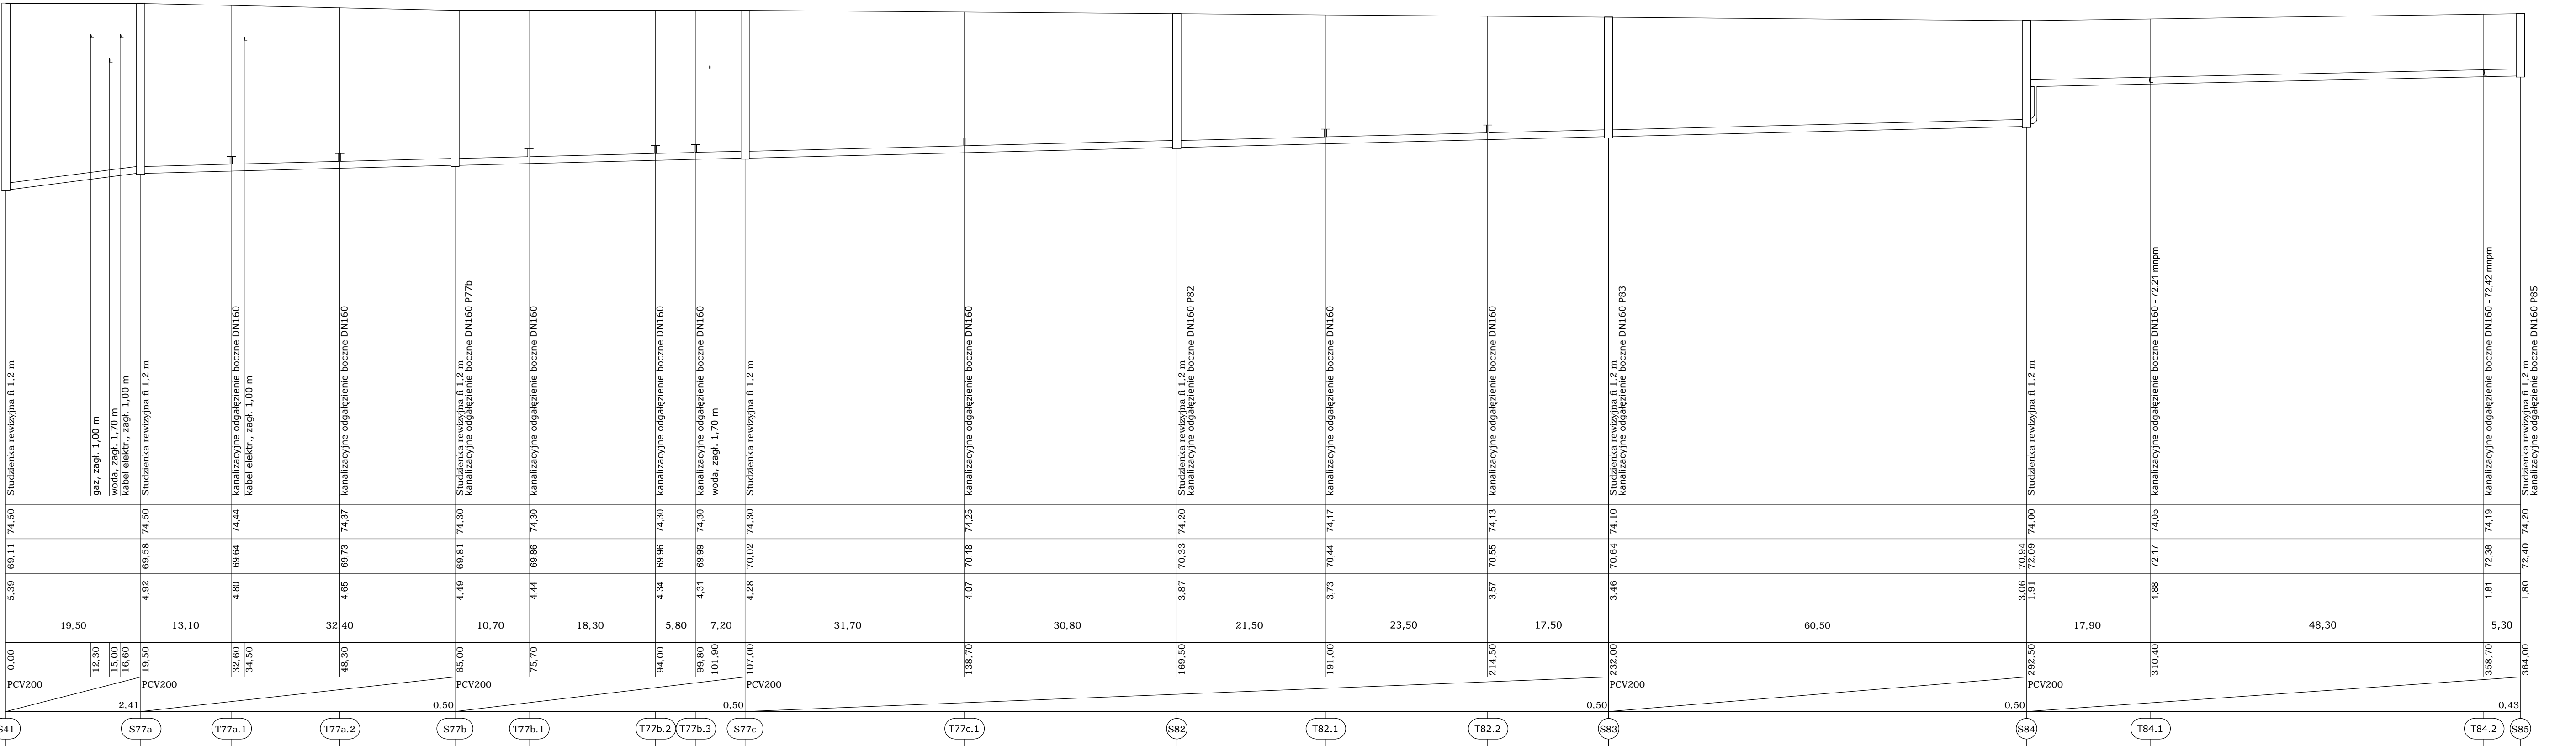 Studzienka rewizyjna fi 1,2 m
gaz, zagł. 1,00 m
woda, zagł. 1,70 m
kabel elektr., zagł. 1,00 m
Studzienka rewizyjna fi 1,2 m
kanalizacyjne odgałęzienie boczne DN160
kabel elektr., zagł. 1,00 m
kanalizacyjne odgałęzienie boczne DN160
Studzienka rewizyjna fi 1,2 m
kanalizacyjne odgałęzienie boczne DN160 P77b
kanalizacyjne odgałęzienie boczne DN160
kanalizacyjne odgałęzienie boczne DN160
kanalizacyjne odgałęzienie boczne DN160
woda, zagł. 1,70 m
Studzienka rewizyjna fi 1,2 m
kanalizacyjne odgałęzienie boczne DN160
Studzienka rewizyjna fi 1,2 m
kanalizacyjne odgałęzienie boczne DN160 P82
kanalizacyjne odgałęzienie boczne DN160
kanalizacyjne odgałęzienie boczne DN160
Studzienka rewizyjna fi 1,2 m
kanalizacyjne odgałęzienie boczne DN160 P83
Studzienka rewizyjna fi 1,2 m
kanalizacyjne odgałęzienie boczne DN160 - 72,21 mnpm
kanalizacyjne odgałęzienie boczne DN160 - 72,42 mnpm
Studzienka rewizyjna fi 1,2 m
kanalizacyjne odgałęzienie boczne DN160 P85
74,50 74,50 74,44 74,37 74,30 74,30 74,30 74,30 74,30 74,25 74,20 74,17 74,13 74,10 74,00 74,05 74,19 74,20
69,11 69,58 69,64 69,73 69,81 69,86 69,96 69,99 70,02 70,18 70,33 70,44 70,55 70,64 70,94 72,09 72,17 72,38 72,40
5,39 4,92 4,80 4,65 4,49 4,44 4,34 4,31 4,28 4,07 3,87 3,73 3,57 3,46 3,06 1,91 1,88 1,81 1,80
19,50 13,10 32,40 10,70 18,30 5,80 7,20 31,70 30,80 21,50 23,50 17,50 60,50 17,90 48,30 5,30
0,00 12,30 15,00 16,60 19,50 32,60 34,50 48,30 65,00 75,70 94,00 99,80 101,90 107,00 138,70 169,50 191,00 214,50 232,00 292,50 310,40 358,70 364,00
PCV200 PCV200 PCV200 PCV200 PCV200 PCV200
2,41 0,50 0,50 0,50 0,50 0,43
S41 S77a T77a.1 T77a.2 S77b T77b.1 T77b.2 T77b.3 S77c T77c.1 S82 T82.1 T82.2 S83 S84 T84.1 T84.2 S85